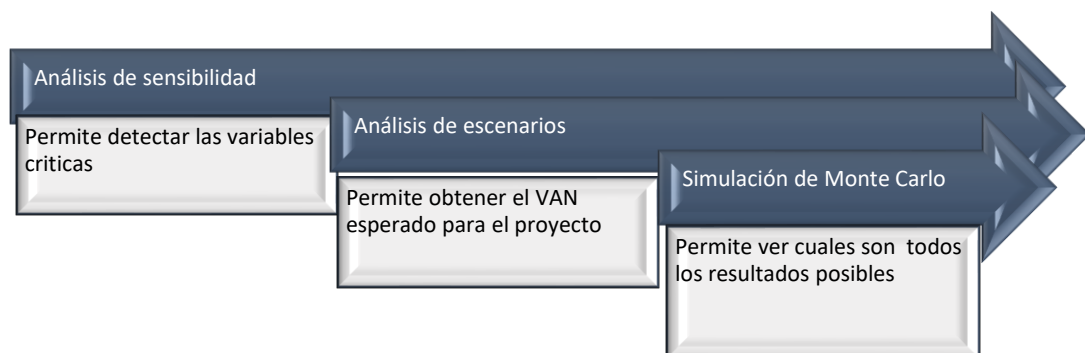 Análisis de sensibilidad
Permite detectar las variables
criticas
Análisis de escenarios
Permite obtener el VAN
esperado para el proyecto
Simulación de Monte Carlo
Permite ver cuales son  todos
los resultados posibles